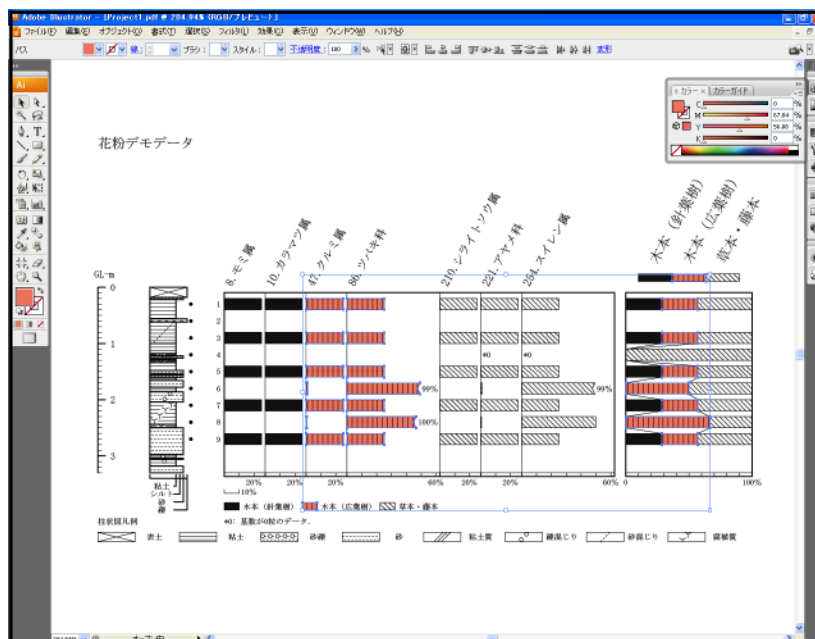 Adobe Illustrator - [Project1.pdf @ 284.94% (RGB/プレビュー)]
ファイル(F) 編集(E) オブジェクト(O) 書式(T) 選択(S) フィルタ(L) 効果(C) 表示(V) ウィンドウ(W) ヘルプ(H)
パス 線: ブラシ: スタイル: 不透明度: 100 % 変形
Ai
カラー × カラーガイド
C 0 %
M 67.84 %
Y %
K 0 %
花粉デモデータ
8. モミ属
10. カラマツ属
47. クルミ属
86. ツバキ科
210. シライトソウ属
221. アヤメ科
254. スイレン属
木本 (針葉樹)
木本 (広葉樹)
草本・藤本
GL-m
0
1
2
3
1
2
3
4
5
6
7
8
9
*0 *0
99% 99%
100%
20% 20% 20% 60% 20% 20% 60% 0 100%
10%
粘土
シルト
砂
礫
木本 (針葉樹) 木本 (広葉樹) 草本・藤本
*0: 基数が0粒のデータ.
柱状図凡例
表土 粘土 砂礫 砂 粘土質 礫混じり 砂混じり 腐植質